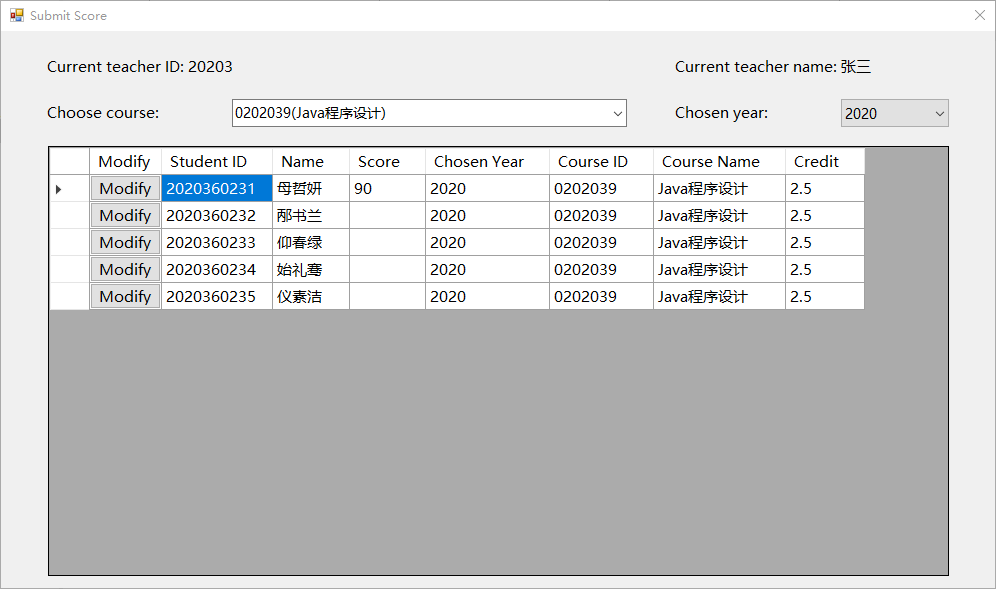 Submit Score
Current teacher ID: 20203 Current teacher name: 张三
Choose course: 0202039(Java程序设计) Chosen year: 2020
Modify Student ID Name Score Chosen Year Course ID Course Name Credit
Modify 2020360231 母哲妍 90 2020 0202039 Java程序设计 2.5
Modify 2020360232 邴书兰 2020 0202039 Java程序设计 2.5
Modify 2020360233 仰春绿 2020 0202039 Java程序设计 2.5
Modify 2020360234 始礼骞 2020 0202039 Java程序设计 2.5
Modify 2020360235 仪素洁 2020 0202039 Java程序设计 2.5